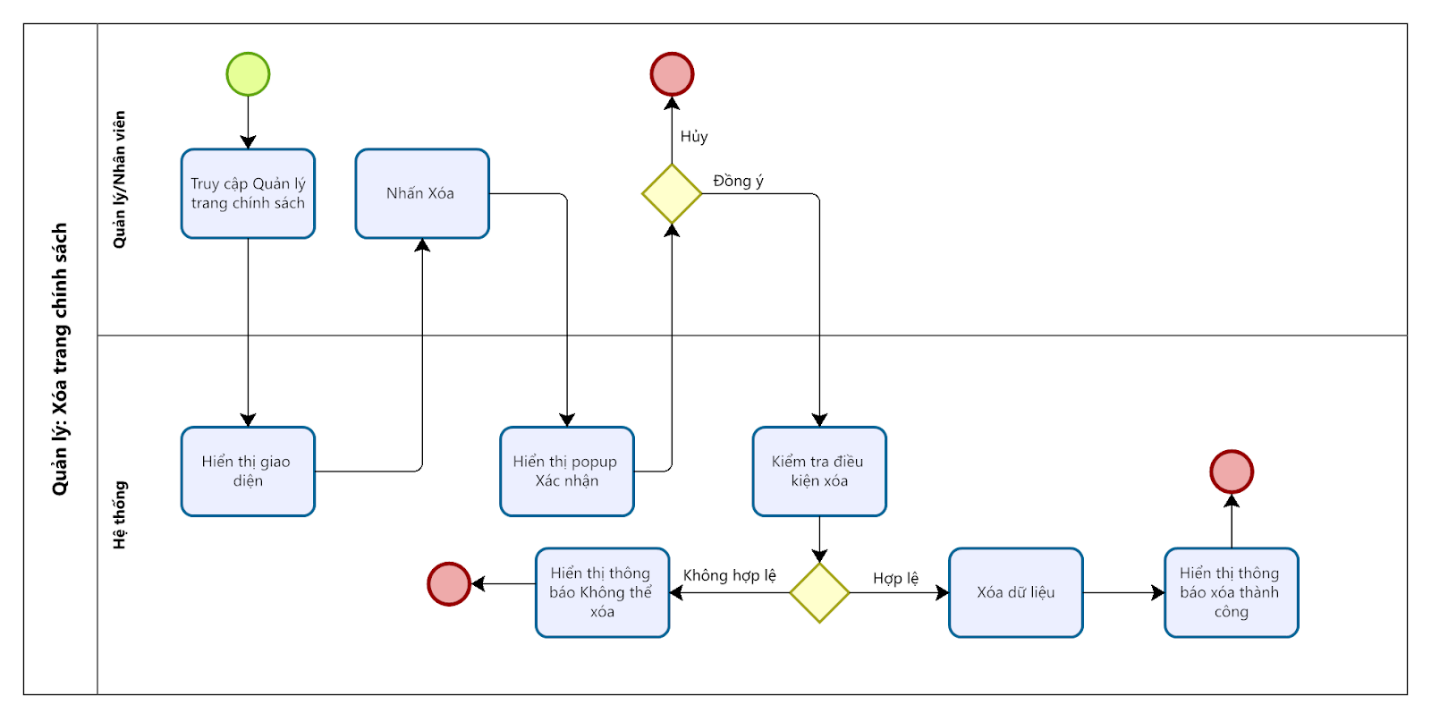 Quản lý: Xóa trang chính sách
Quản lý/Nhân viên
Truy cập Quản lý
trang chính sách
Nhấn Xóa
Hủy
Đồng ý
Hệ thống
Hiển thị giao
diện
Hiển thị popup
Xác nhận
Kiểm tra điều
kiện xóa
Hiển thị thông
báo Không thể
xóa
Không hợp lệ
Hợp lệ
Xóa dữ liệu
Hiển thị thông
báo xóa thành
công